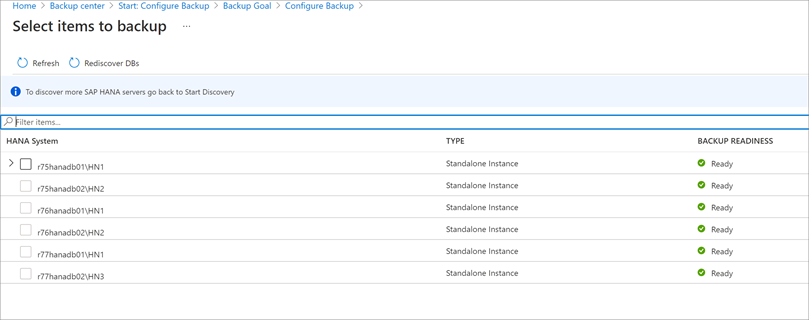 Home > Backup center > Start: Configure Backup > Backup Goal > Configure Backup >
Select items to backup ...
Refresh Rediscover DBs
To discover more SAP HANA servers go back to Start Discovery
Filter items...
HANA System TYPE BACKUP READINESS
r75hanadb01\HN1 Standalone Instance Ready
r75hanadb02\HN2 Standalone Instance Ready
r76hanadb01\HN1 Standalone Instance Ready
r76hanadb02\HN2 Standalone Instance Ready
r77hanadb01\HN1 Standalone Instance Ready
r77hanadb02\HN3 Standalone Instance Ready